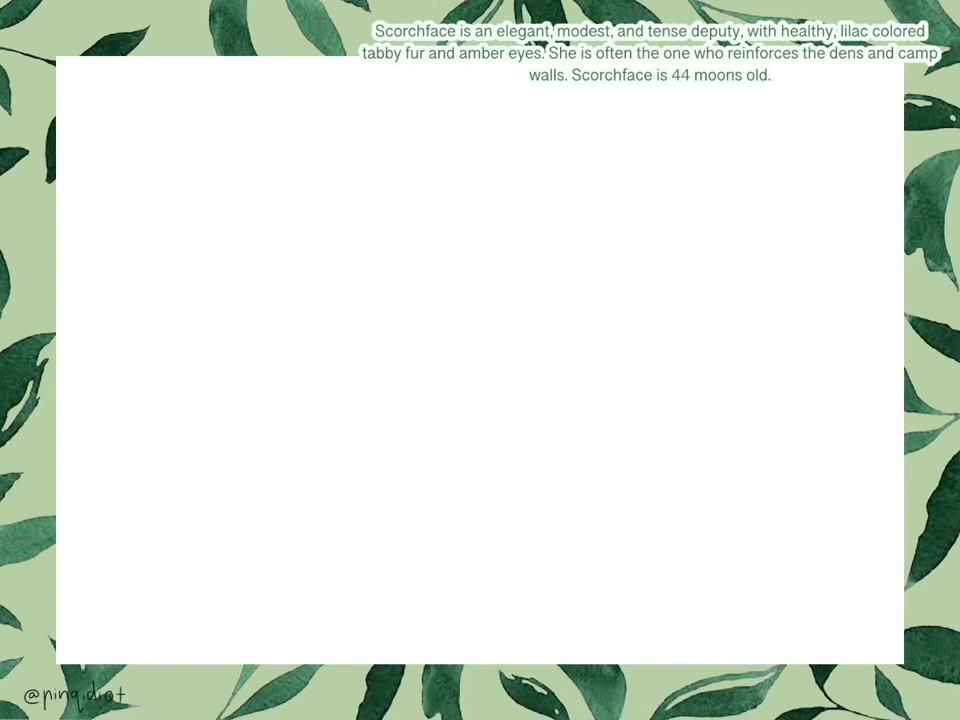 Scorchface is an elegant, modest, and tense deputy, with healthy, lilac colored
tabby fur and amber eyes. She is often the one who reinforces the dens and camp
walls. Scorchface is 44 moons old.
@pinqidiot